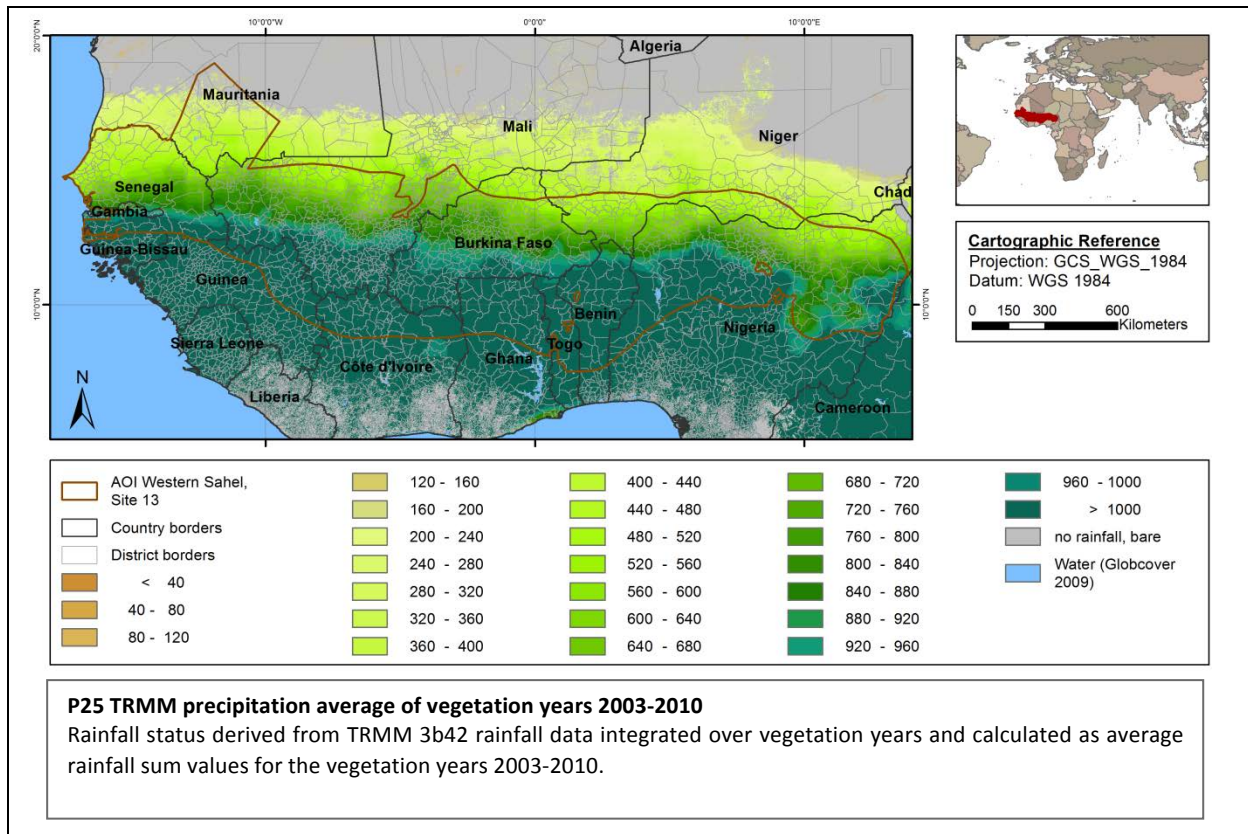 10°0'0"W
0°0'0"
10°0'0"E
20°0'0"N
Algeria
Mauritania
Mali
Niger
Chad
Senegal
Gambia
Burkina Faso
Guinea-Bissau
Guinea
10°0'0"N
10°0'0"N
Benin
Nigeria
Sierra Leone
Togo
Ghana
Côte d'Ivoire
Liberia
Cameroon
N
Cartographic Reference
Projection: GCS_WGS_1984
Datum: WGS 1984
0 150 300 600
Kilometers
AOI Western Sahel,
Site 13
Country borders
District borders
< 40
40 - 80
80 - 120
120 - 160
160 - 200
200 - 240
240 - 280
280 - 320
320 - 360
360 - 400
400 - 440
440 - 480
480 - 520
520 - 560
560 - 600
600 - 640
640 - 680
680 - 720
720 - 760
760 - 800
800 - 840
840 - 880
880 - 920
920 - 960
960 - 1000
> 1000
no rainfall, bare
Water (Globcover
2009)
P25 TRMM precipitation average of vegetation years 2003-2010
Rainfall status derived from TRMM 3b42 rainfall data integrated over vegetation years and calculated as average
rainfall sum values for the vegetation years 2003-2010.